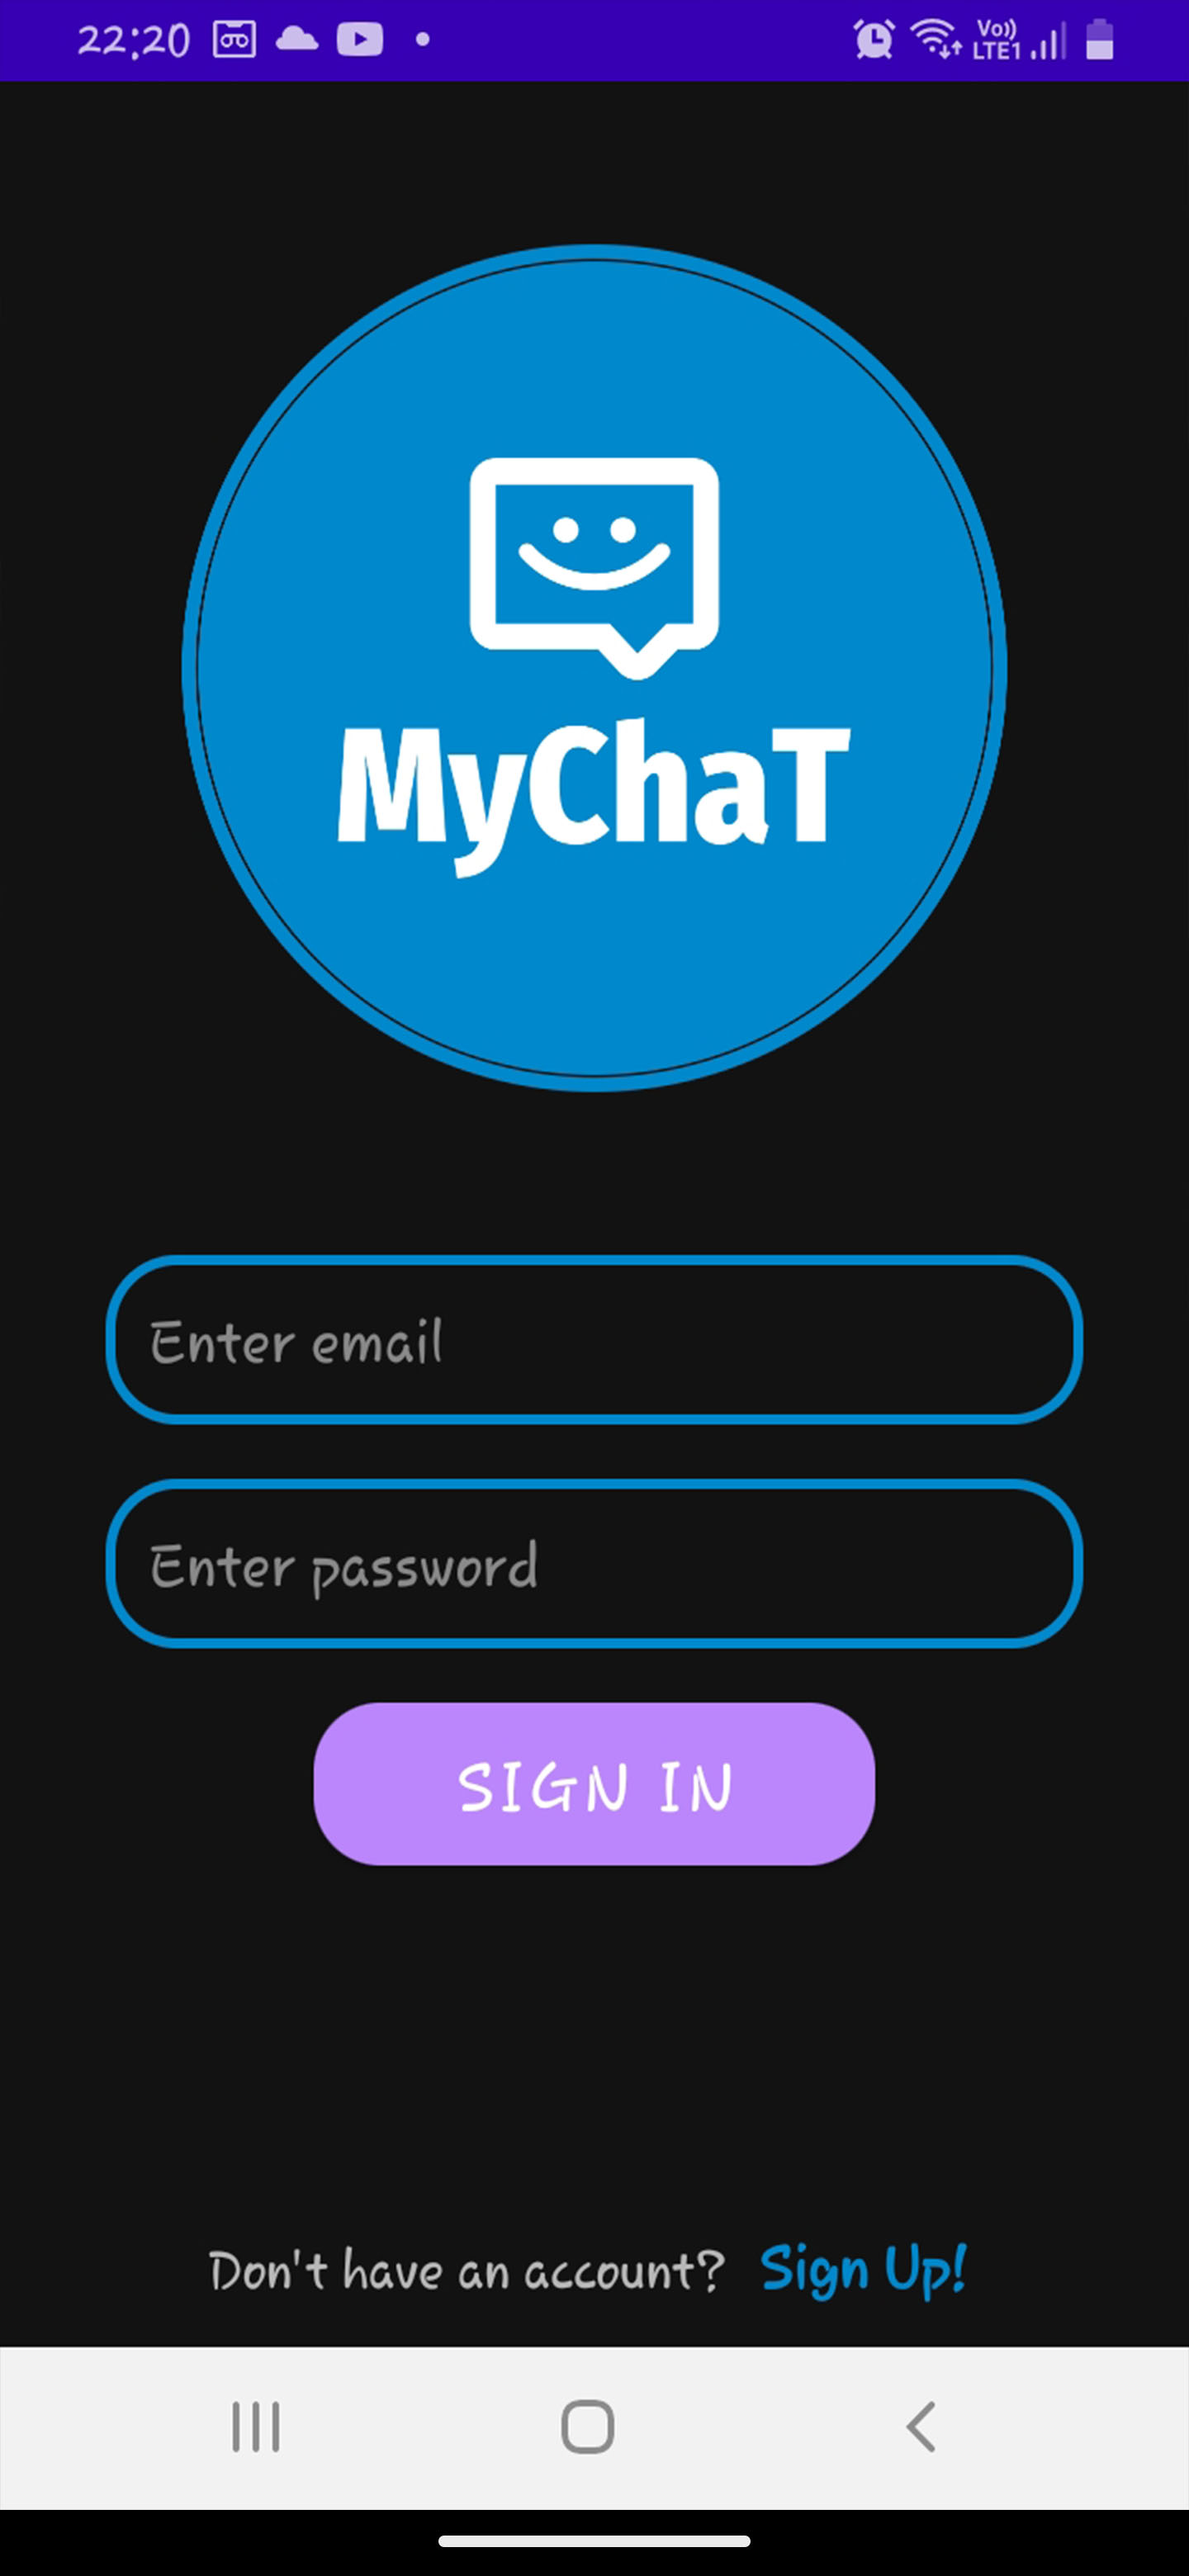 22:20
Vo))
LTE1
MyChaT
Enter email
Enter password
SIGN IN
Don't have an account? Sign Up!